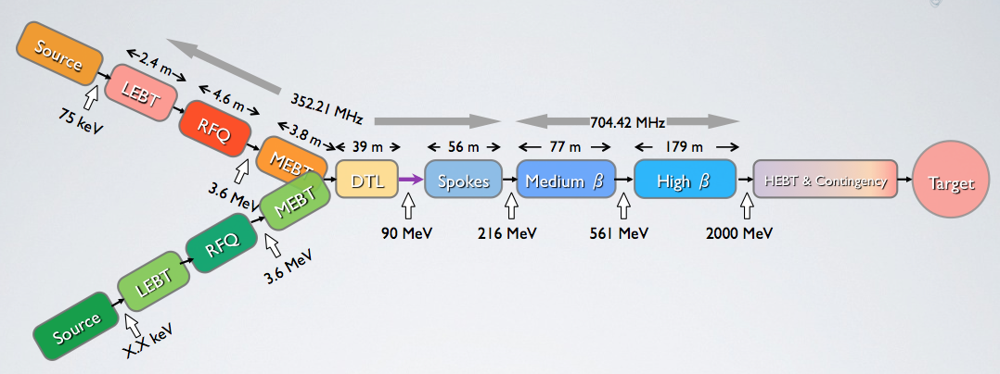 Source
LEBT
RFQ
MEBT
75 keV
2.4 m
4.6 m
3.8 m
3.6 MeV
352.21 MHz
704.42 MHz
39 m
56 m
77 m
179 m
DTL
Spokes
Medium β
High β
HEBT & Contingency
Target
90 MeV
216 MeV
561 MeV
2000 MeV
MEBT
RFQ
3.6 MeV
LEBT
Source
X.X keV